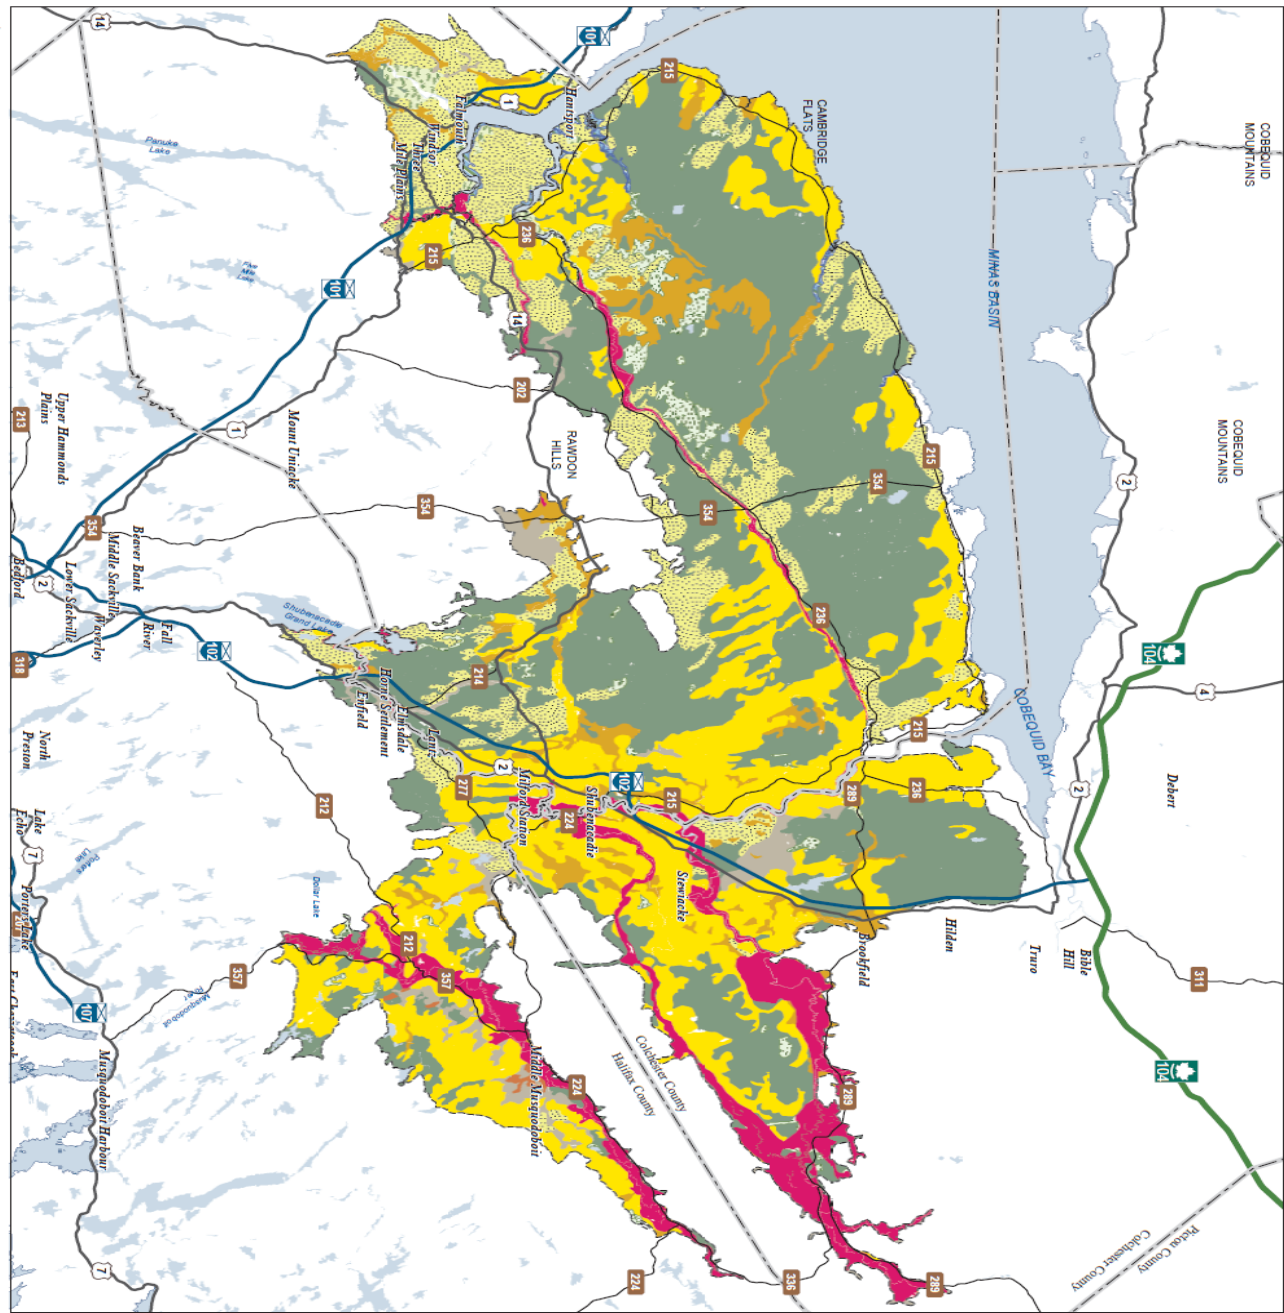 COBEQUID
MOUNTAINS
COBEQUID
MOUNTAINS
Pictou County
Colchester County
4
104
311
104
Debert
2
2
Bible
Hill
Truro
MINAS BASIN
COBEQUID BAY
Hilden
215
289
215
236
354
Brookfield
289
289
CAMBRIDGE
FLATS
236
336
354
Stewiacke
215
215
Colchester County
Halifax County
224
102
101
Shubenacadie
Hantsport
RAWDON
HILLS
224
224
236
202
14
Milford Station
Middle Musquodoboit
1
2
214
277
Falmouth
Windsor
Three
Mile Plains
215
354
Lantz
Elmsdale
Horne Settlement
Enfield
212
357
101
Mount Uniacke
Shubenacadie
Grand Lake
212
Dollar Lake
Five
Mile
Lake
1
102
357
Musquodoboit
River
Panuke
Lake
Fall
River
Beaver Bank
Middle Sackville
Waverley
Lower Sackville
14
354
Upper Hammonds
Plains
2
Bedford
213
318
North
Preston
Lake
Echo
7
Porters
Lake
Porters Lake
107
Musquodoboit Harbour
7